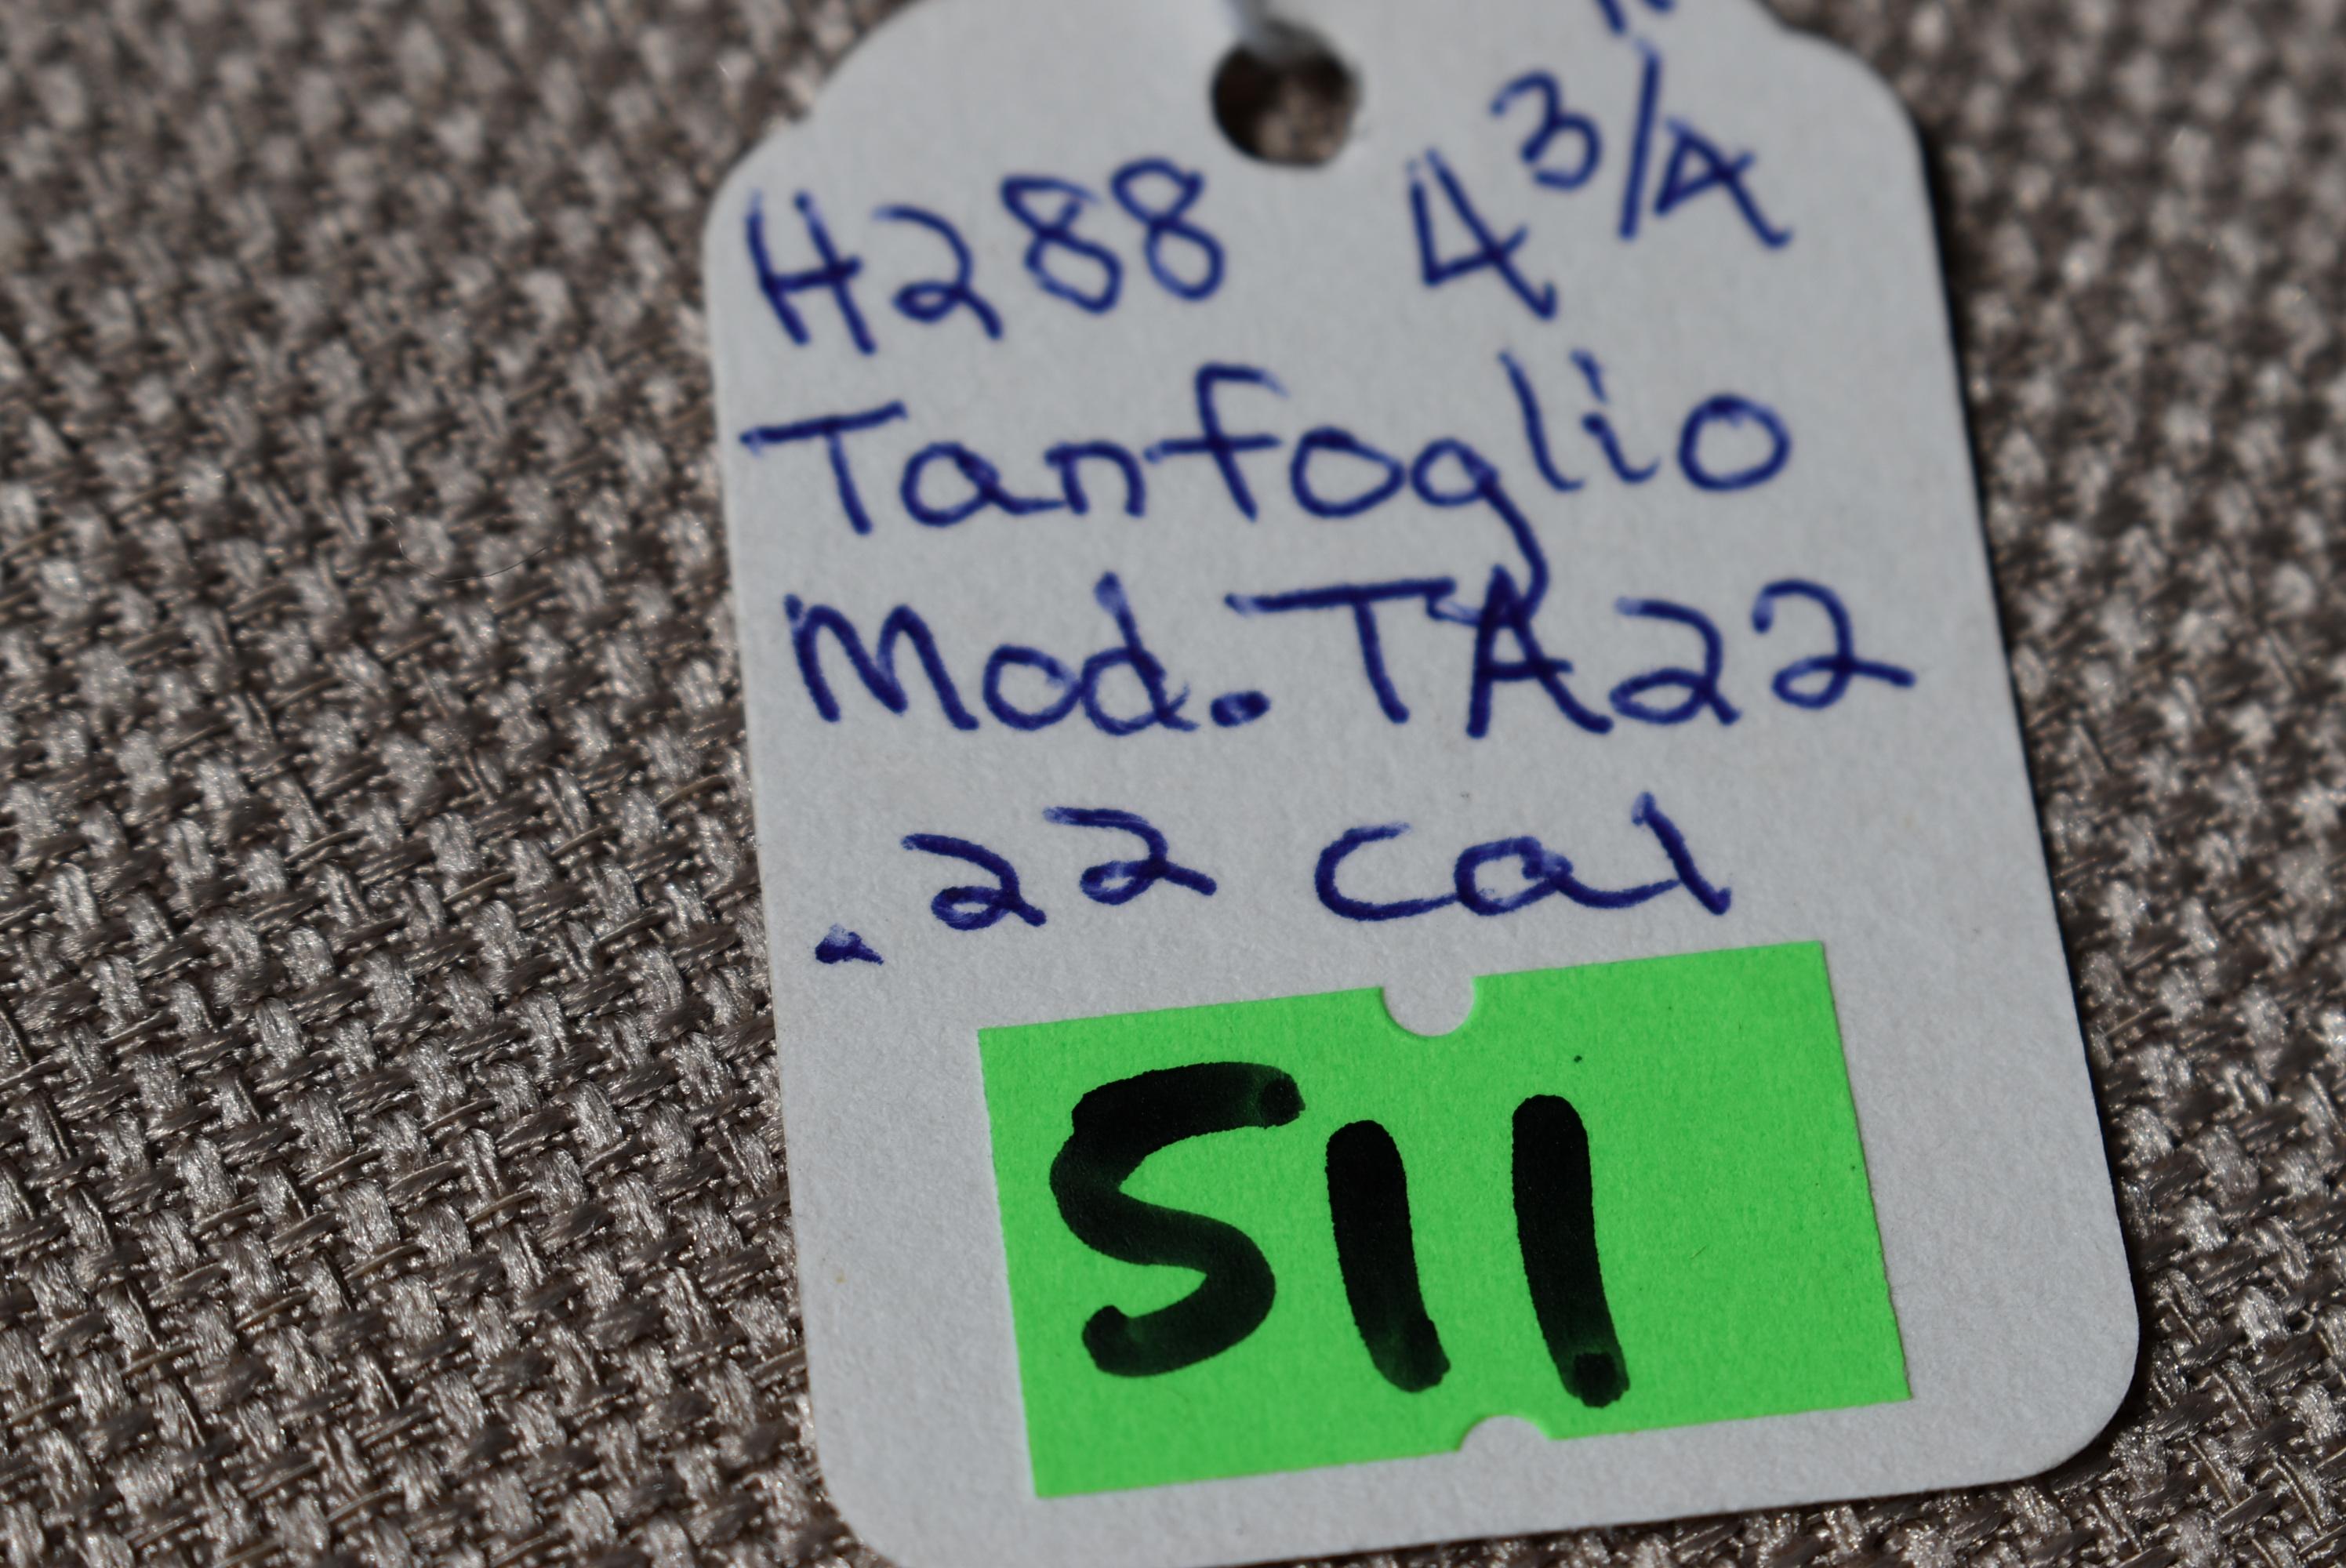 H288 4 3/4"
Tanfoglio
Mod. TA22
.22 cal
511